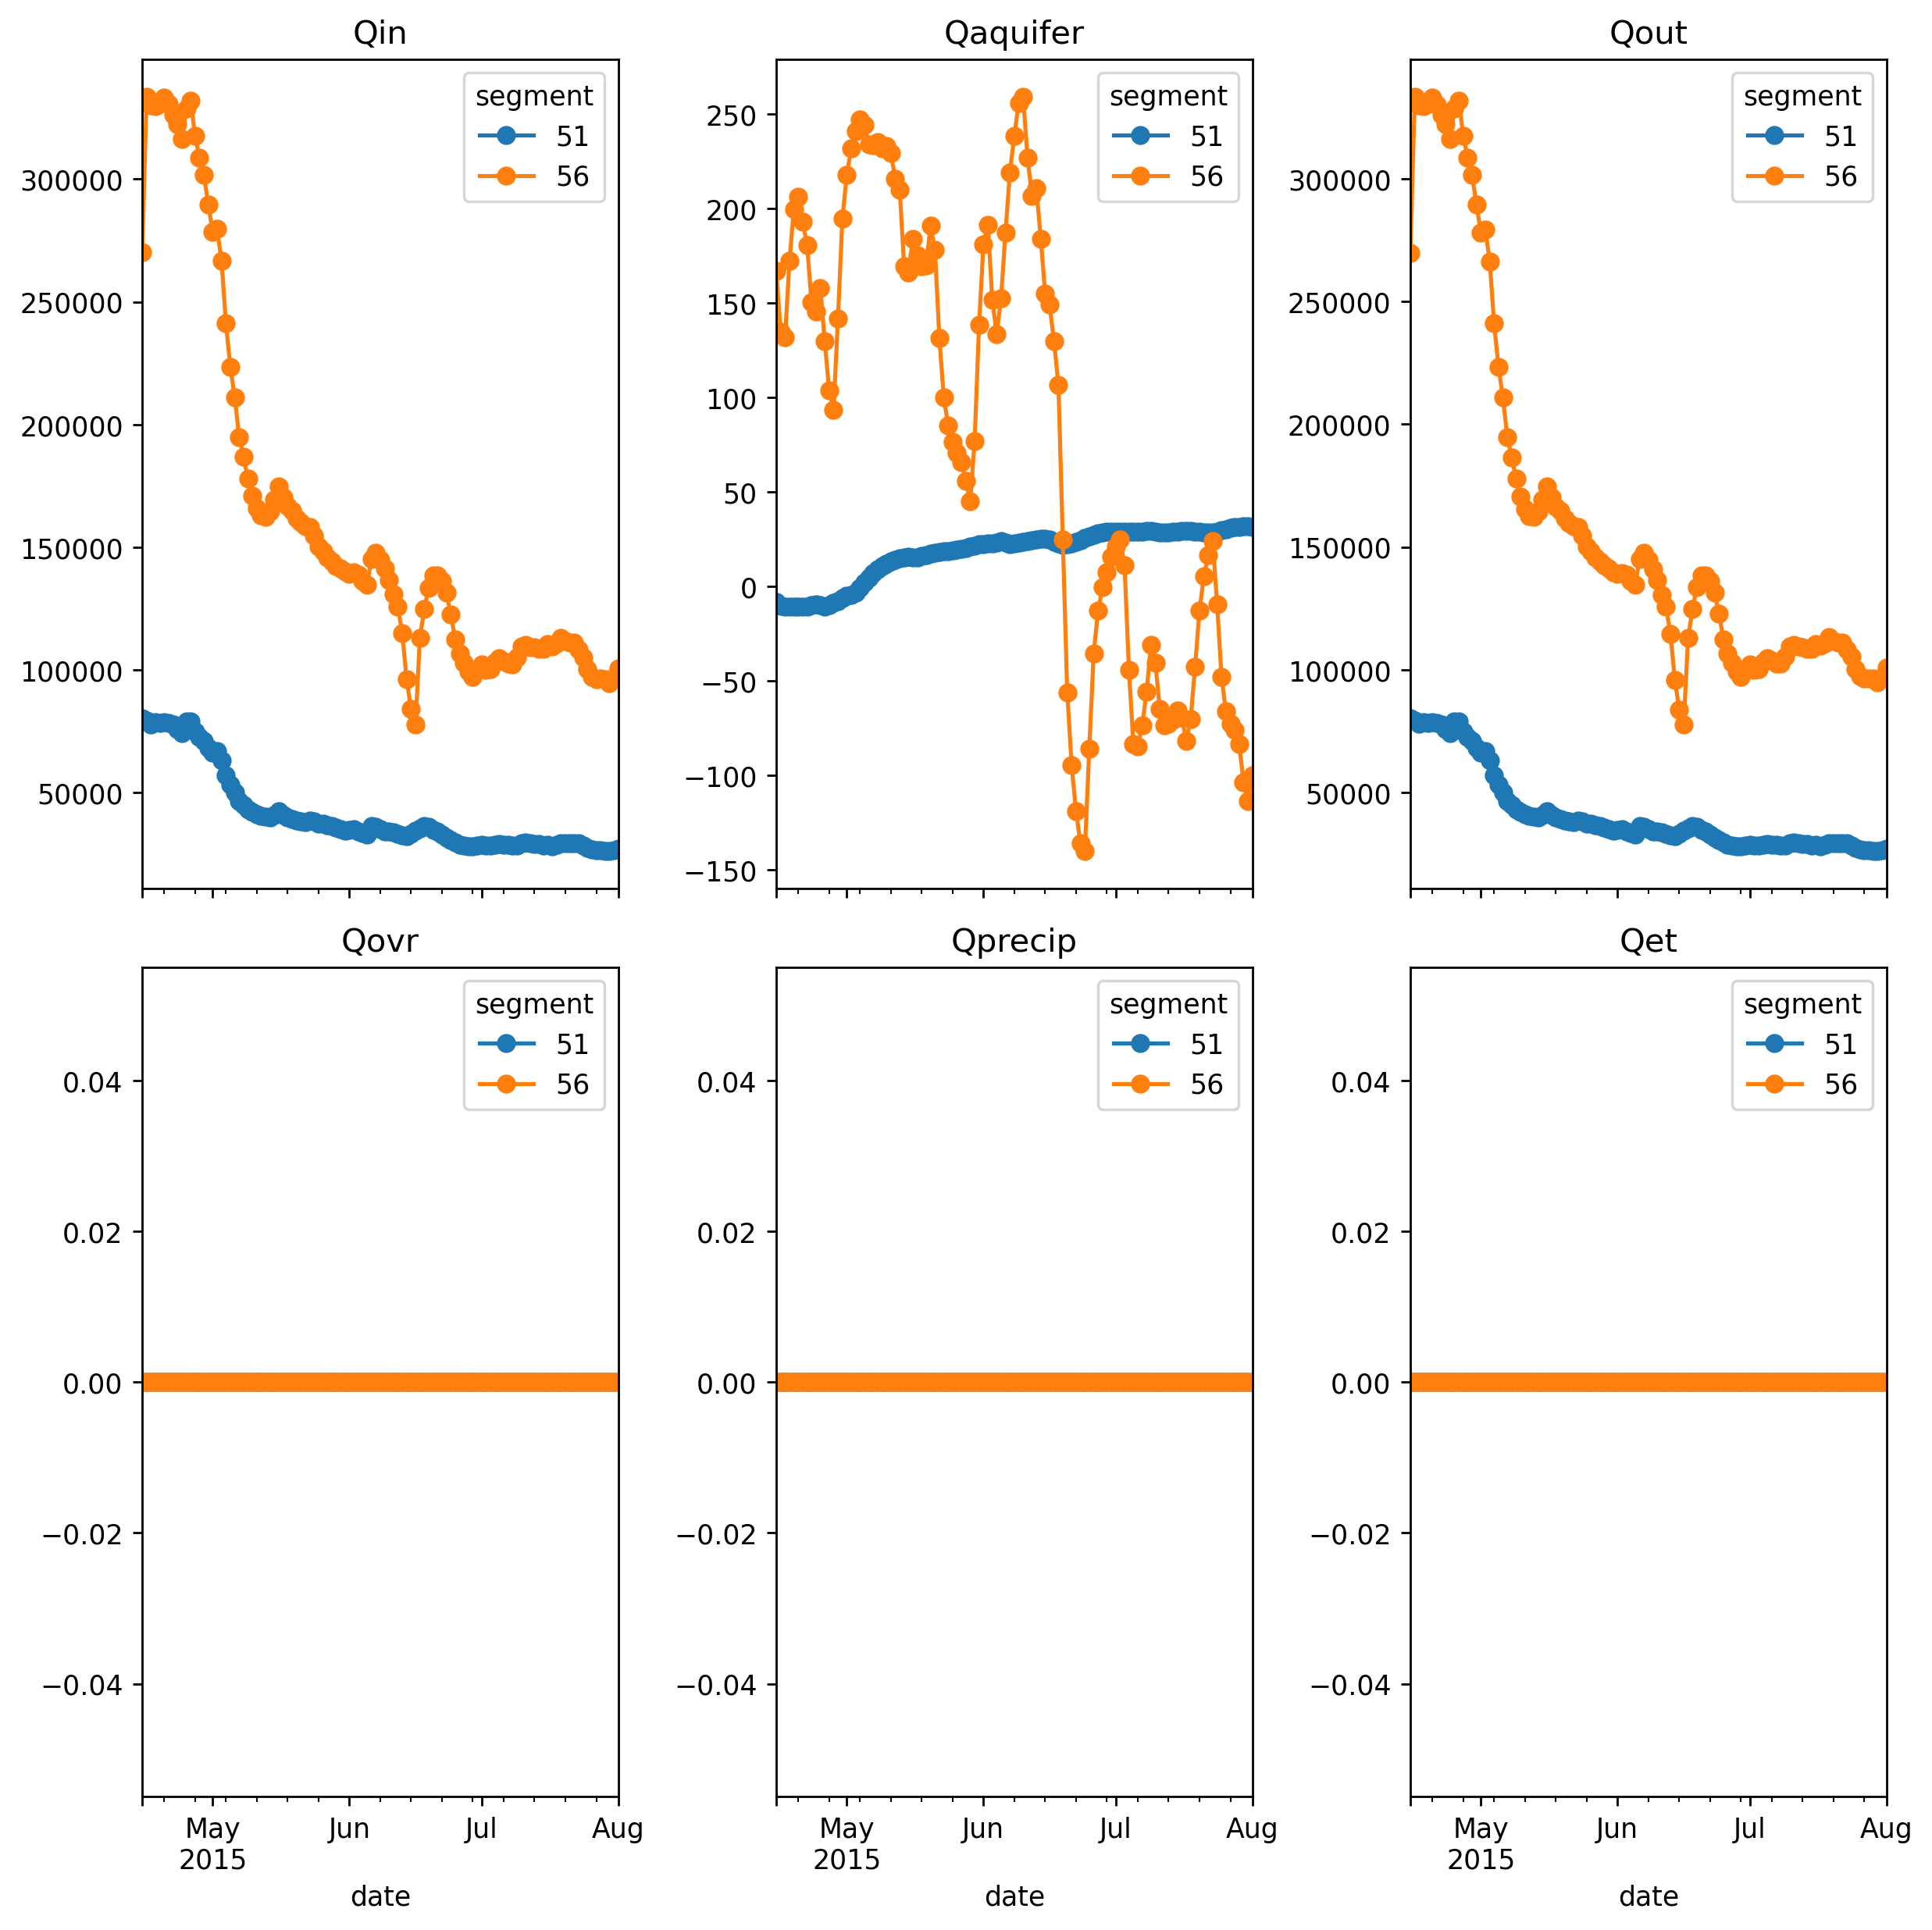 Qin
segment
51
56
300000
250000
200000
150000
100000
50000
Qaquifer
segment
51
56
250
200
150
100
50
0
−50
−100
−150
Qout
segment
51
56
300000
250000
200000
150000
100000
50000
Qovr
segment
51
56
0.04
0.02
0.00
−0.02
−0.04
May
2015
Jun
Jul
Aug
date
Qprecip
segment
51
56
0.04
0.02
0.00
−0.02
−0.04
May
2015
Jun
Jul
Aug
date
Qet
segment
51
56
0.04
0.02
0.00
−0.02
−0.04
May
2015
Jun
Jul
Aug
date